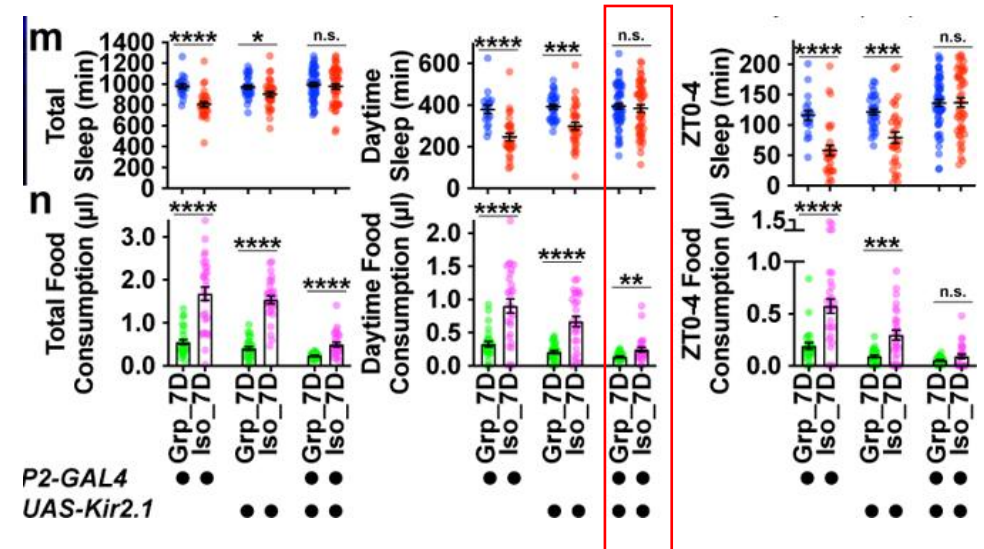 m
Total
Sleep (min)
1400
1200
1000
800
600
400
200
0
****
*
n.s.
Daytime
Sleep (min)
600
400
200
0
****
***
n.s.
ZT0-4
Sleep (min)
200
150
100
50
0
****
***
n.s.
n
Total Food
Consumption (µl)
3.0
2.0
1.0
0.0
****
****
****
Grp_7D
Iso_7D
Grp_7D
Iso_7D
Grp_7D
Iso_7D
Daytime Food
Consumption (µl)
2.0
1.5
1.0
0.5
0.0
****
****
**
Grp_7D
Iso_7D
Grp_7D
Iso_7D
Grp_7D
Iso_7D
ZT0-4 Food
Consumption (µl)
1.5
1.0
0.5
0.0
****
***
n.s.
Grp_7D
Iso_7D
Grp_7D
Iso_7D
Grp_7D
Iso_7D
P2-GAL4
UAS-Kir2.1